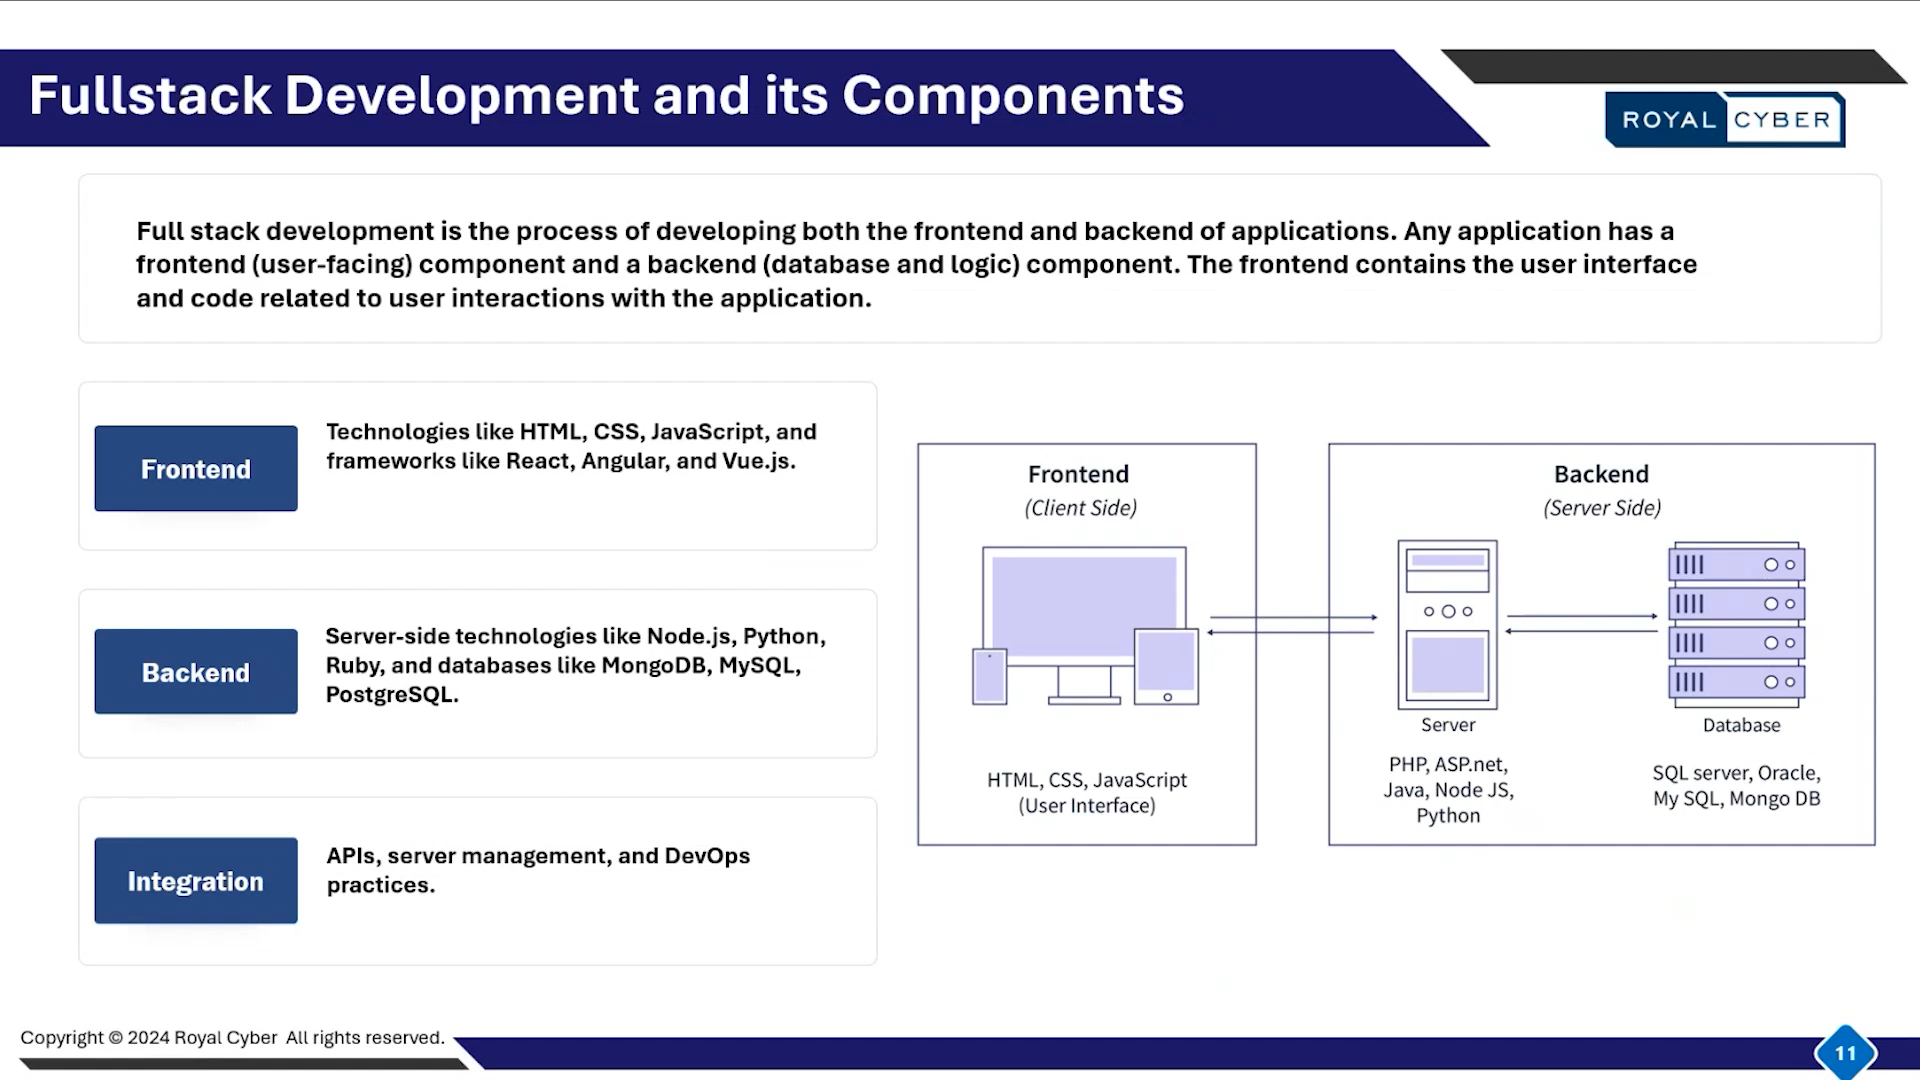 Fullstack Development and its Components
ROYAL CYBER
Full stack development is the process of developing both the frontend and backend of applications. Any application has a
frontend (user-facing) component and a backend (database and logic) component. The frontend contains the user interface
and code related to user interactions with the application.
Frontend
Technologies like HTML, CSS, JavaScript, and
frameworks like React, Angular, and Vue.js.
Backend
Server-side technologies like Node.js, Python,
Ruby, and databases like MongoDB, MySQL,
PostgreSQL.
Integration
APIs, server management, and DevOps
practices.
Frontend
(Client Side)
HTML, CSS, JavaScript
(User Interface)
Backend
(Server Side)
Server
PHP, ASP.net,
Java, Node JS,
Python
Database
SQL server, Oracle,
My SQL, Mongo DB
Copyright © 2024 Royal Cyber All rights reserved.
11